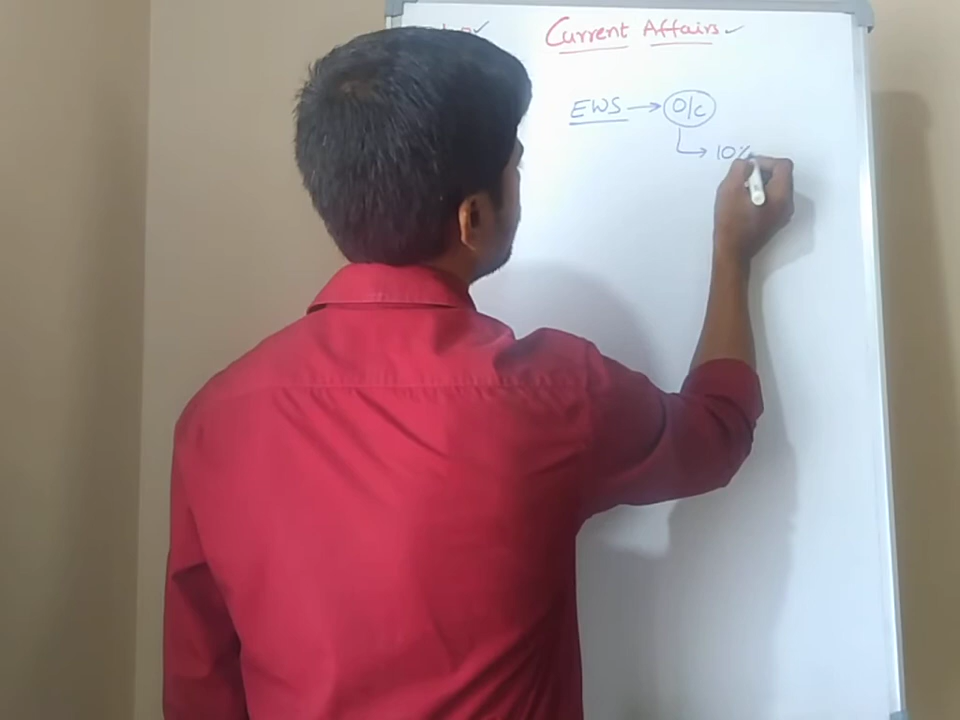 Current Affairs ✓
EWS → O/c
↳ 10%